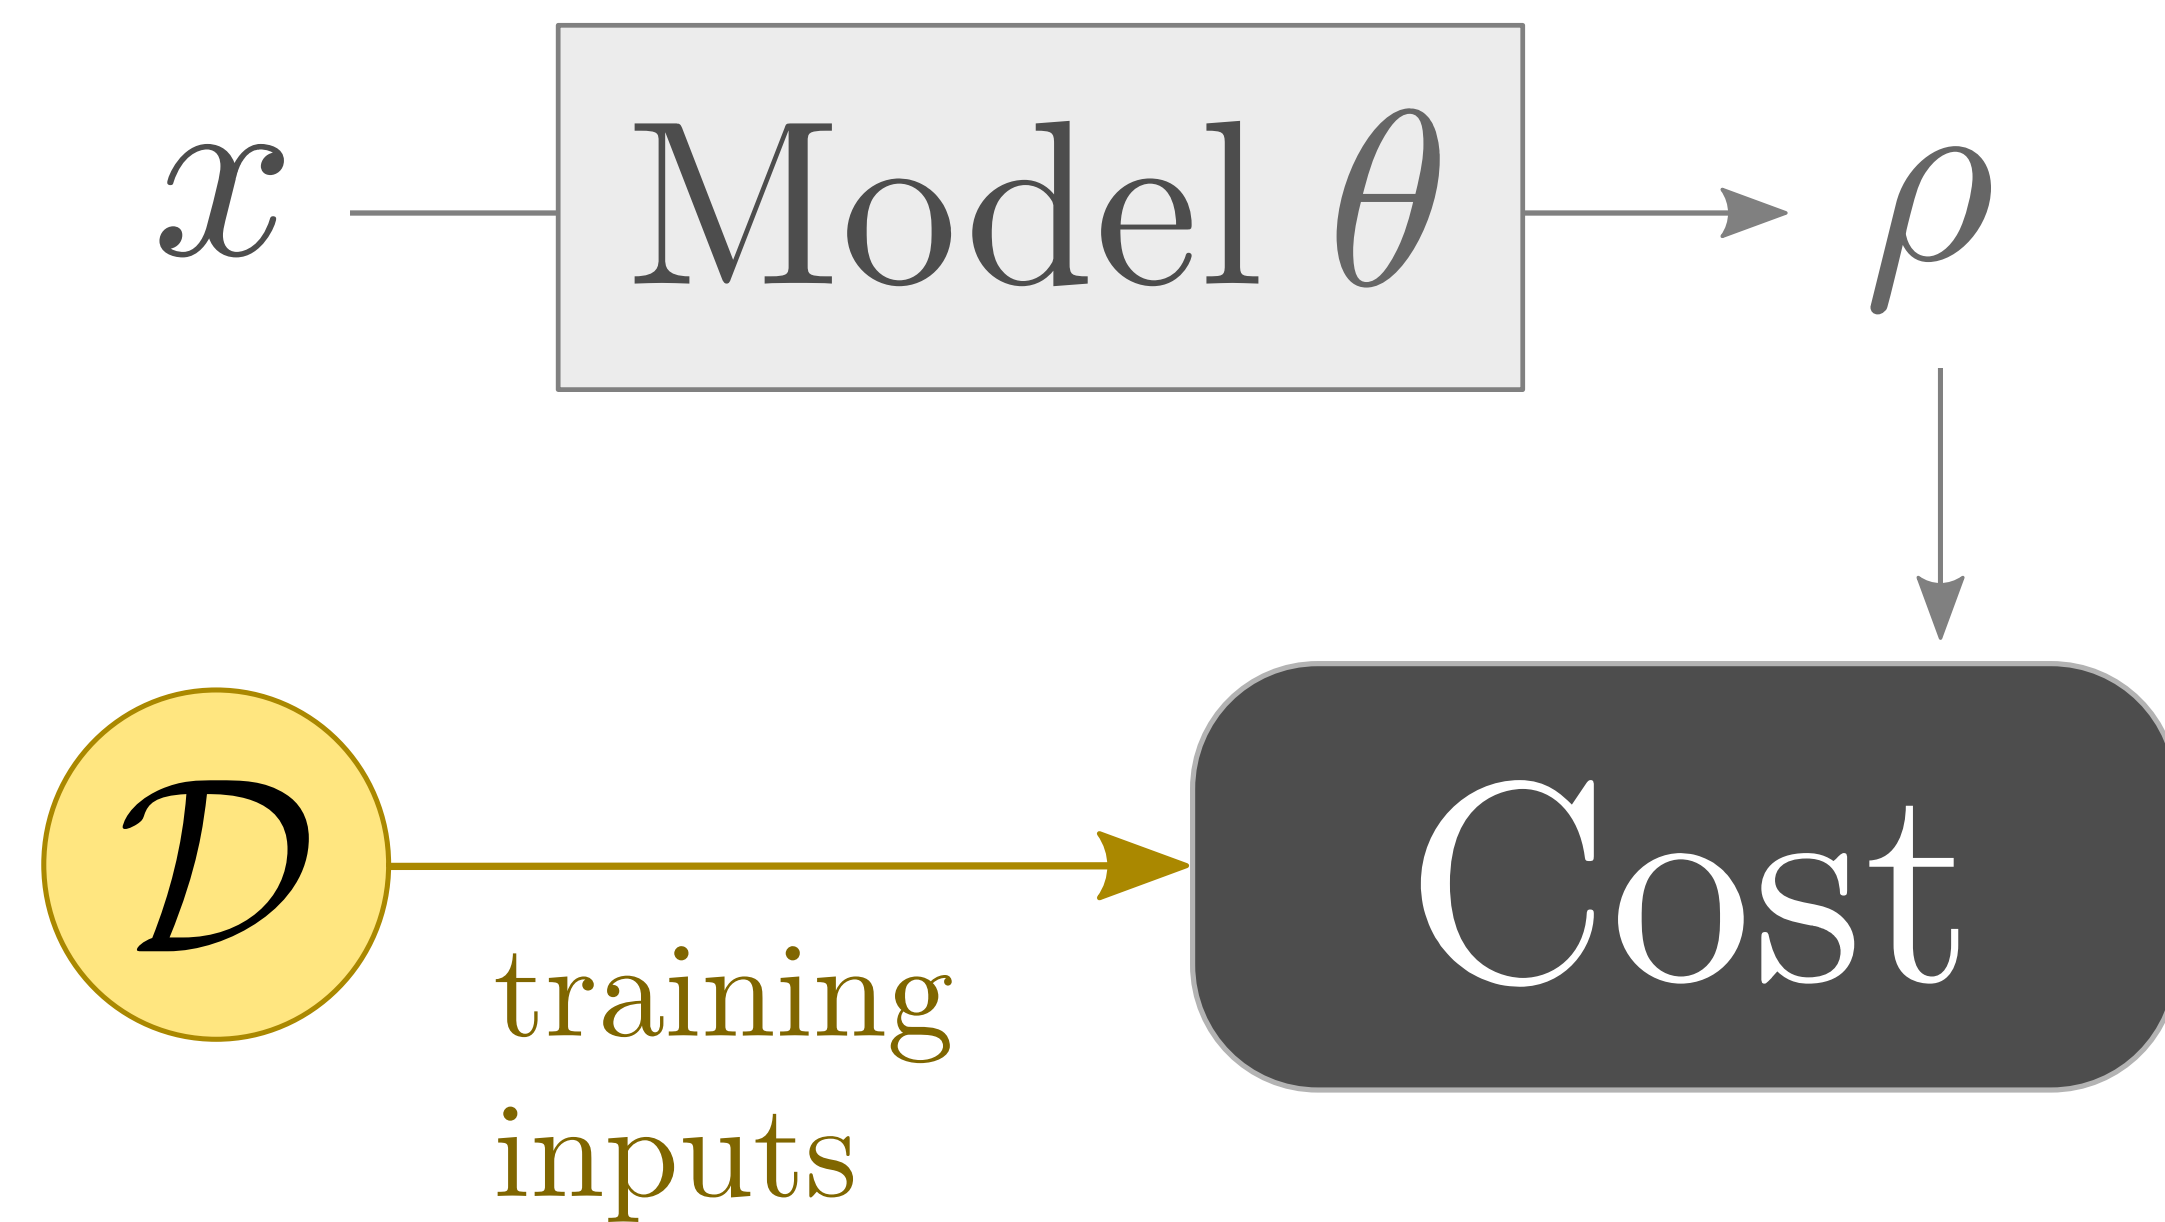 x Model θ ρ
𝒟 Cost
training
inputs